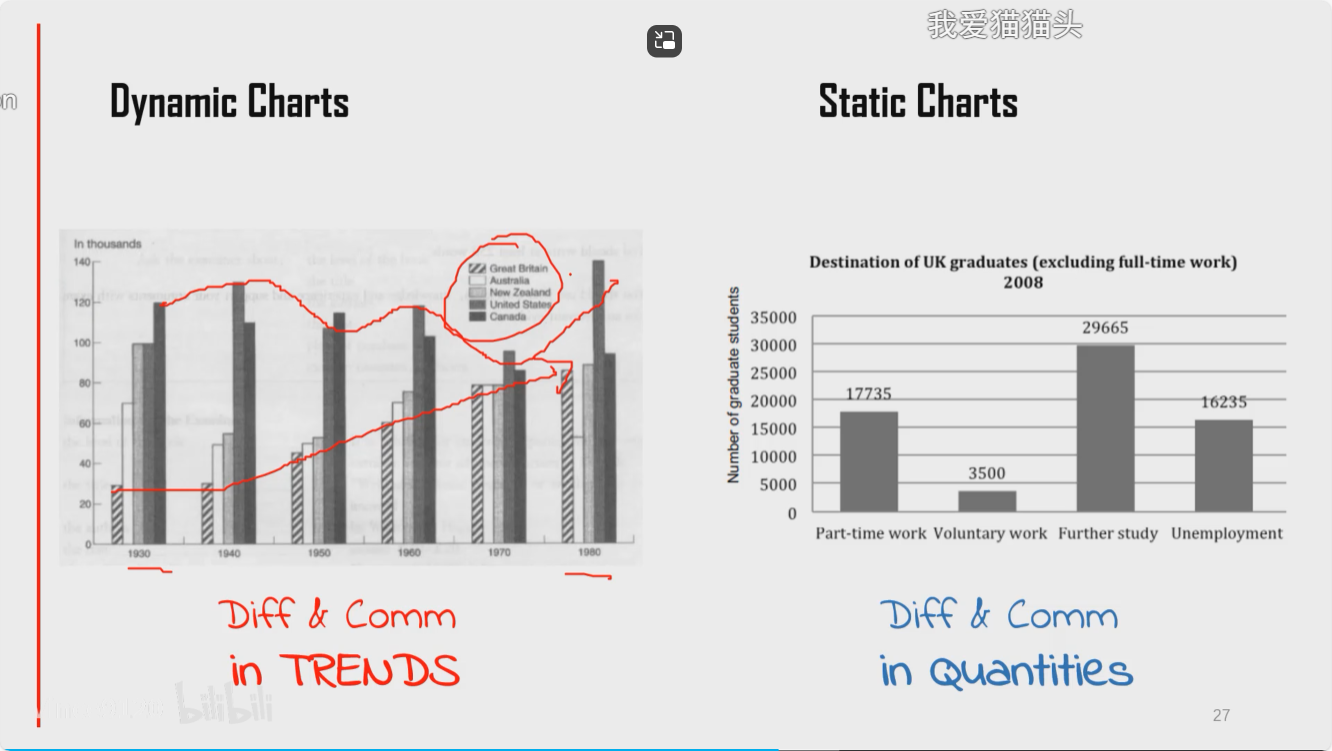 我爱猫猫头
on
Dynamic Charts
In thousands
140
120
100
80
60
40
20
0
Great Britain
Australia
New Zealand
United States
Canada
1930 1940 1950 1960 1970 1980
Diff & Comm
in TRENDS
bilibili
Static Charts
Destination of UK graduates (excluding full-time work)
2008
Number of graduate students
35000
30000
25000
20000
15000
10000
5000
0
17735
3500
29665
16235
Part-time work Voluntary work Further study Unemployment
Diff & Comm
in Quantities
27